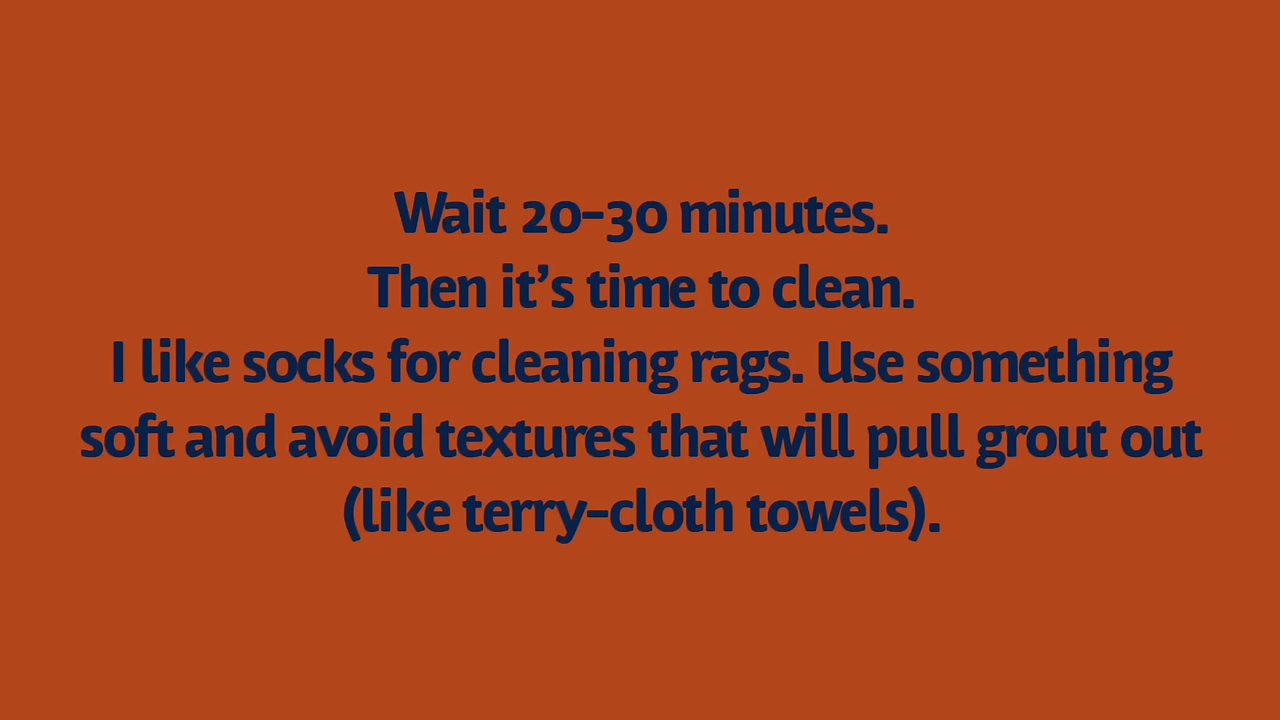 Wait 20-30 minutes.
Then it’s time to clean.
I like socks for cleaning rags. Use something
soft and avoid textures that will pull grout out
(like terry-cloth towels).